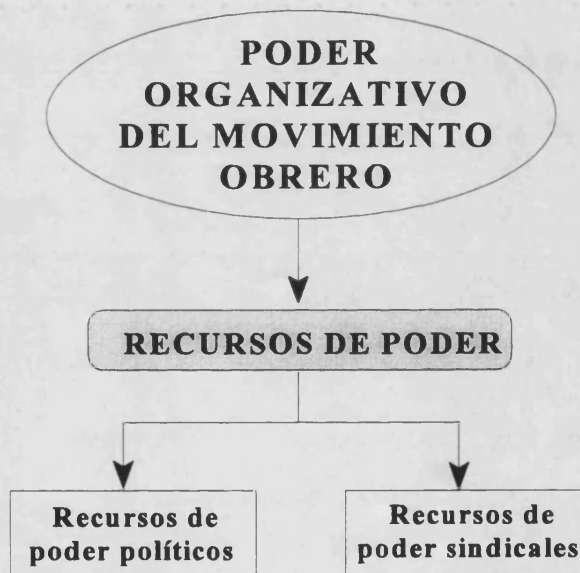 PODER
ORGANIZATIVO
DEL MOVIMIENTO
OBRERO
RECURSOS DE PODER
Recursos de
poder políticos
Recursos de
poder sindicales